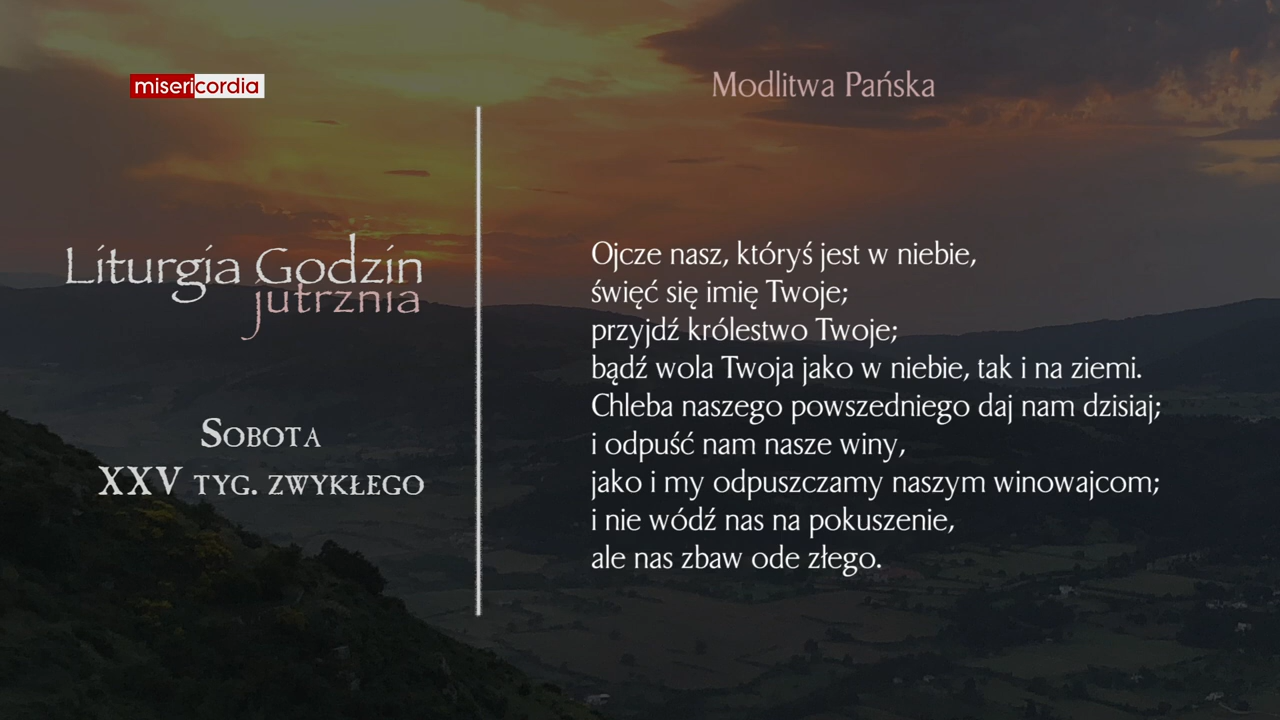 misericordia
Liturgia Godzin
jutrznia
Sobota
XXV tyg. zwykłego
Modlitwa Pańska
Ojcze nasz, któryś jest w niebie,
święć się imię Twoje;
przyjdź królestwo Twoje;
bądź wola Twoja jako w niebie, tak i na ziemi.
Chleba naszego powszedniego daj nam dzisiaj;
i odpuść nam nasze winy,
jako i my odpuszczamy naszym winowajcom;
i nie wódź nas na pokuszenie,
ale nas zbaw ode złego.